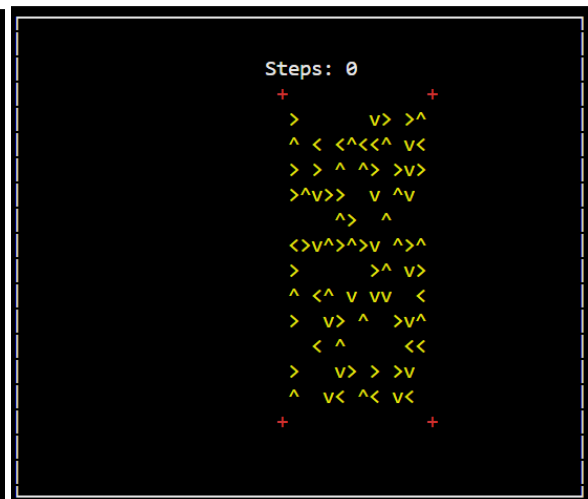 Steps: 0
+            +
 >      v> >^
 ^ < <^<<^ v<
 > > ^ ^> >v>
 >^v>>  v ^v
     ^>  ^
 <>v^>^>v ^>^
 >      >^ v>
 ^ <^ v vv  <
 >  v> ^  >v^
   < ^     <<
 >   v> > >v
 ^  v< ^< v<
+            +